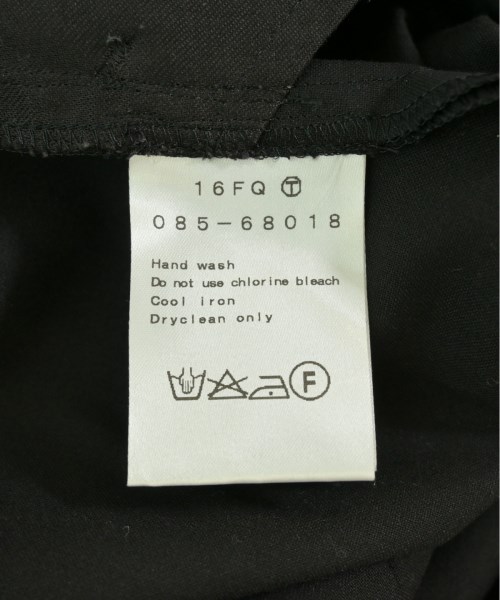 16FQ Ⓣ
085-68018
Hand wash
Do not use chlorine bleach
Cool iron
Dryclean only
F